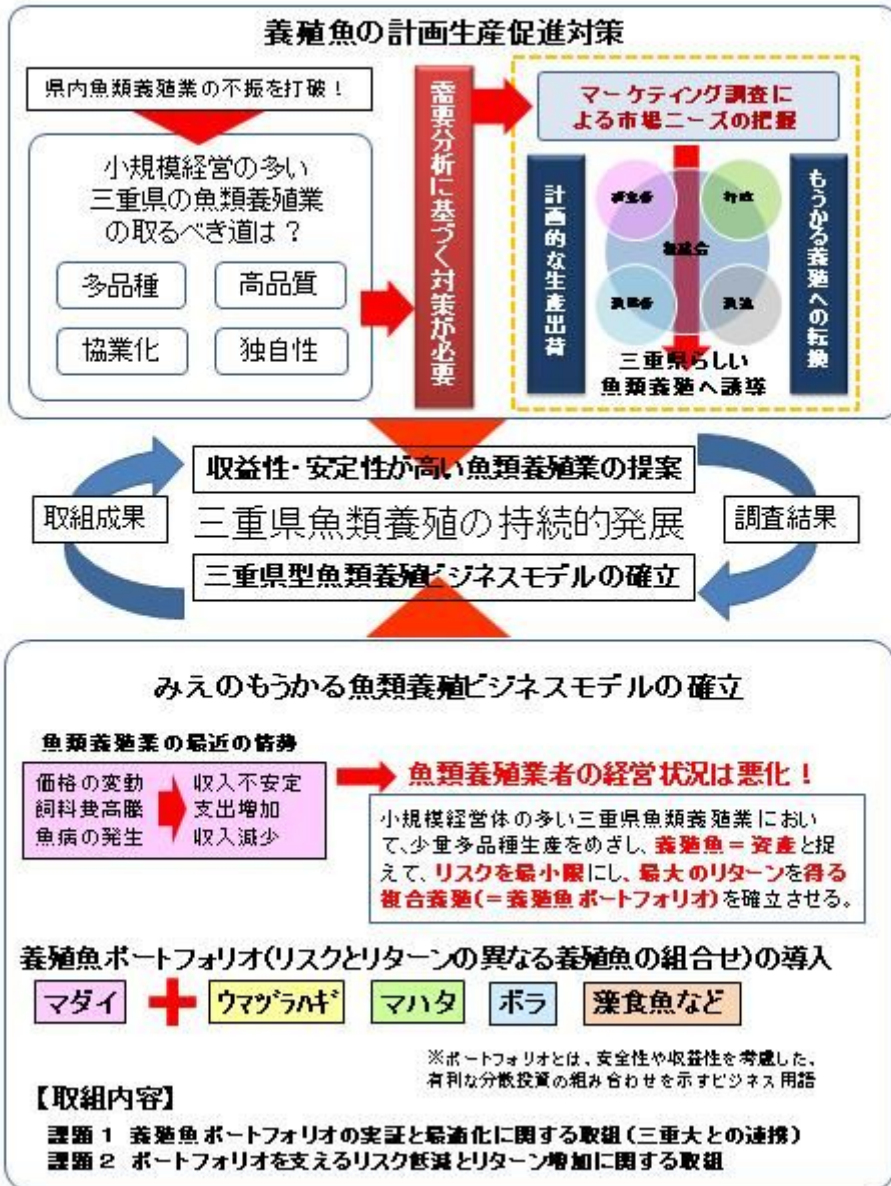 養殖魚の計画生産促進対策
県内魚類養殖業の不振を打破！
小規模経営の多い
三重県の魚類養殖業
の取るべき道は？
多品種
高品質
協業化
独自性
需要分析に基づく対策が必要
マーケティング調査に
よる市場ニーズの把握
計画的な生産出荷
行政
流通
もうかる養殖への転換
三重県らしい
魚類養殖へ誘導
収益性・安定性が高い魚類養殖業の提案
取組成果
三重県魚類養殖の持続的発展
調査結果
三重県型魚類養殖ビジネスモデルの確立
みえのもうかる魚類養殖ビジネスモデルの確立
魚類養殖業の最近の情勢
価格の変動 収入不安定
飼料費高騰 支出増加
魚病の発生 収入減少
魚類養殖業者の経営状況は悪化！
小規模経営体の多い三重県魚類養殖業におい
て、少量多品種生産をめざし、養殖魚＝資産と捉
えて、リスクを最小限にし、最大のリターンを得る
複合養殖(＝養殖魚ポートフォリオ)を確立させる。
養殖魚ポートフォリオ(リスクとリターンの異なる養殖魚の組合せ)の導入
マダイ
ウマヅラハギ
マハタ
ボラ
藻食魚など
※ポートフォリオとは、安全性や収益性を考慮した、
有利な分散投資の組み合わせを示すビジネス用語
【取組内容】
課題１ 養殖魚ポートフォリオの実証と最適化に関する取組(三重大との連携)
課題２ ポートフォリオを支えるリスク低減とリターン増加に関する取組